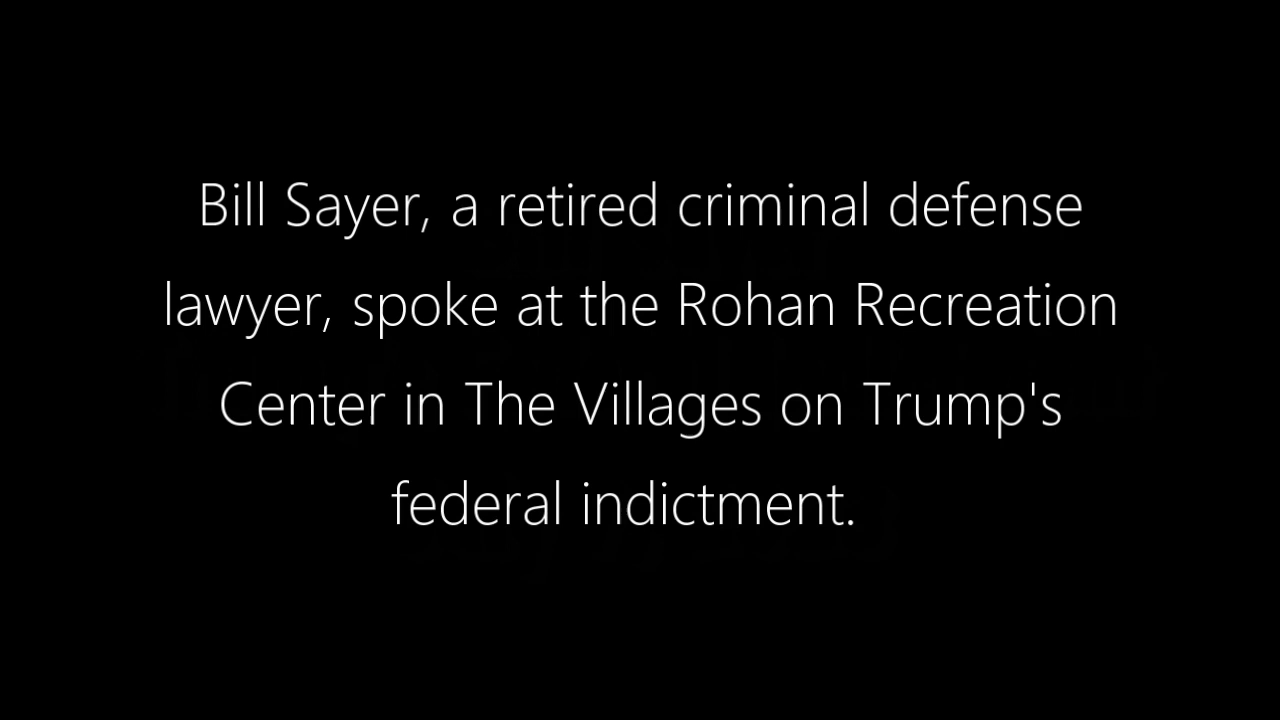 Bill Sayer, a retired criminal defense
lawyer, spoke at the Rohan Recreation
Center in The Villages on Trump's
federal indictment.